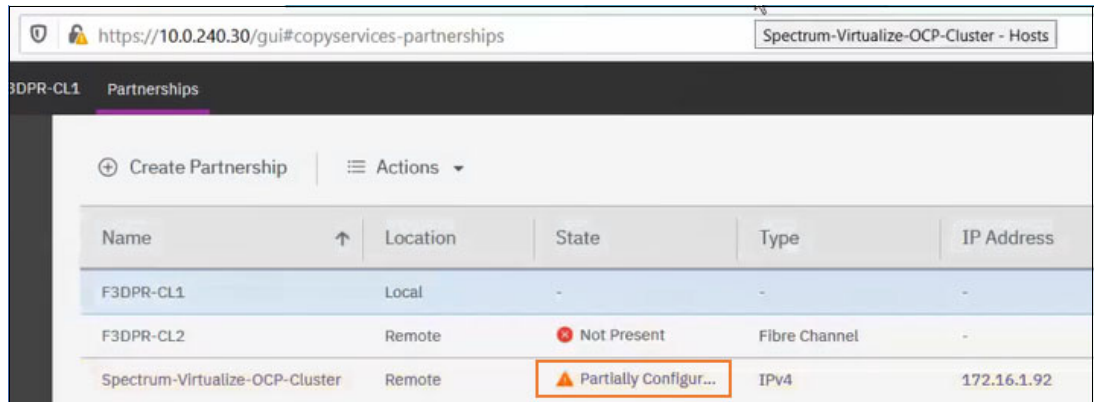 https://10.0.240.30/gui#copyservices-partnerships
Spectrum-Virtualize-OCP-Cluster - Hosts
3DPR-CL1 Partnerships
Create Partnership Actions
Name Location State Type IP Address
F3DPR-CL1 Local - - -
F3DPR-CL2 Remote Not Present Fibre Channel -
Spectrum-Virtualize-OCP-Cluster Remote Partially Configur... IPv4 172.16.1.92